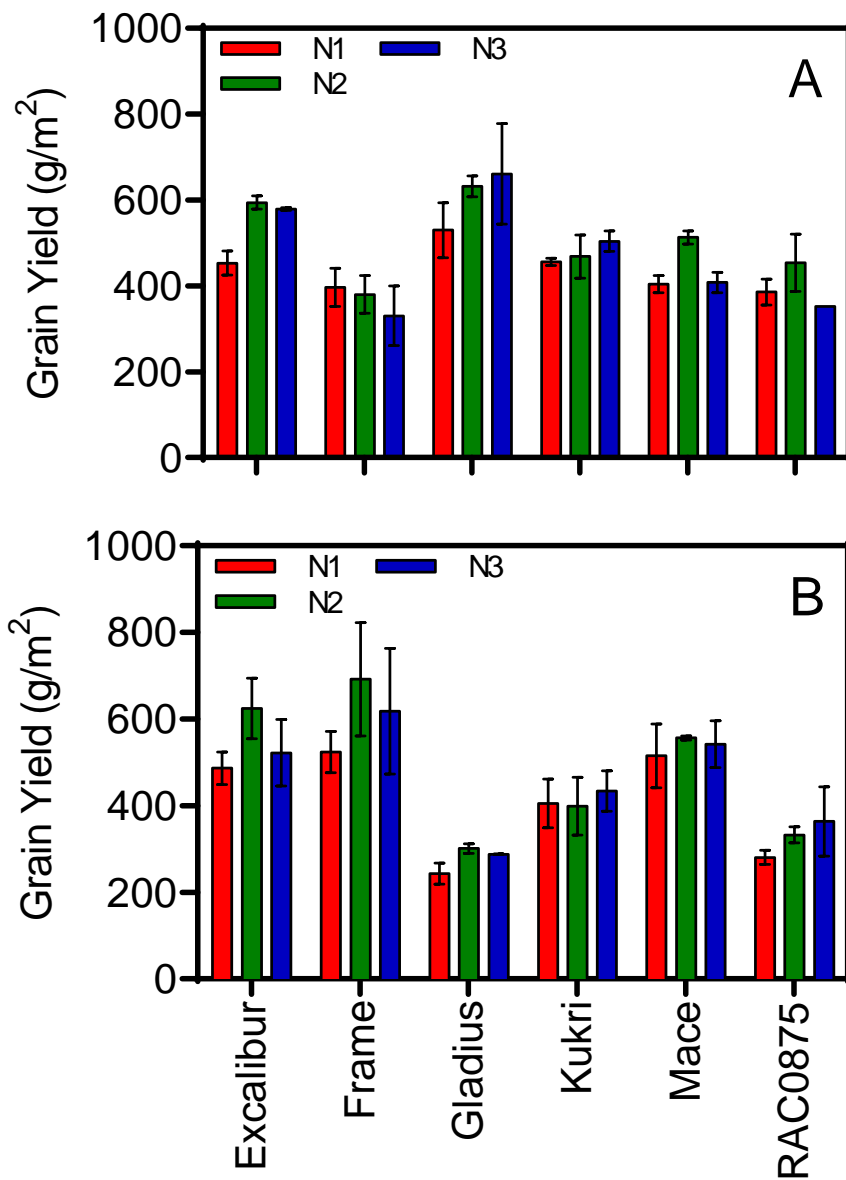 1000
N1 N3
N2
A
800
600
400
200
0
Grain Yield (g/m²)
1000
N1 N3
N2
B
800
600
400
200
0
Grain Yield (g/m²)
Excalibur
Frame
Gladius
Kukri
Mace
RAC0875